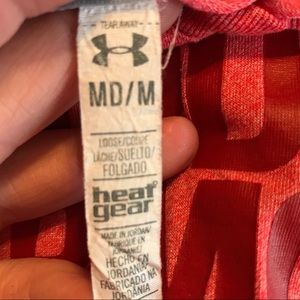 TEAR AWAY
MD/M
LOOSE/COUPE
LÂCHE/SUELTO/
FOLGADO
heat
gear
MADE IN JORDAN/
FABRIQUÉ EN
JORDANIE/
HECHO EN
JORDANIA/
FABRICADO NA
JORDÂNIA